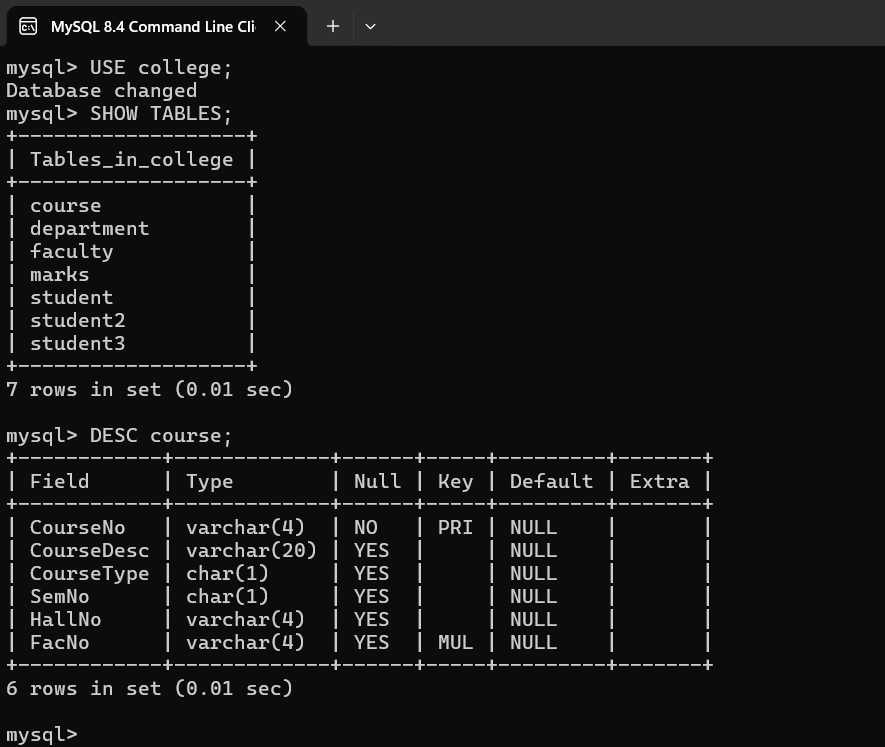 MySQL 8.4 Command Line Cli
mysql> USE college;
Database changed
mysql> SHOW TABLES;
+-------------------+
| Tables_in_college |
+-------------------+
| course            |
| department        |
| faculty           |
| marks             |
| student           |
| student2          |
| student3          |
+-------------------+
7 rows in set (0.01 sec)
mysql> DESC course;
+------------+-------------+------+-----+---------+-------+
| Field      | Type        | Null | Key | Default | Extra |
+------------+-------------+------+-----+---------+-------+
| CourseNo   | varchar(4)  | NO   | PRI | NULL    |       |
| CourseDesc | varchar(20) | YES  |     | NULL    |       |
| CourseType | char(1)     | YES  |     | NULL    |       |
| SemNo      | char(1)     | YES  |     | NULL    |       |
| HallNo     | varchar(4)  | YES  |     | NULL    |       |
| FacNo      | varchar(4)  | YES  | MUL | NULL    |       |
+------------+-------------+------+-----+---------+-------+
6 rows in set (0.01 sec)
mysql>